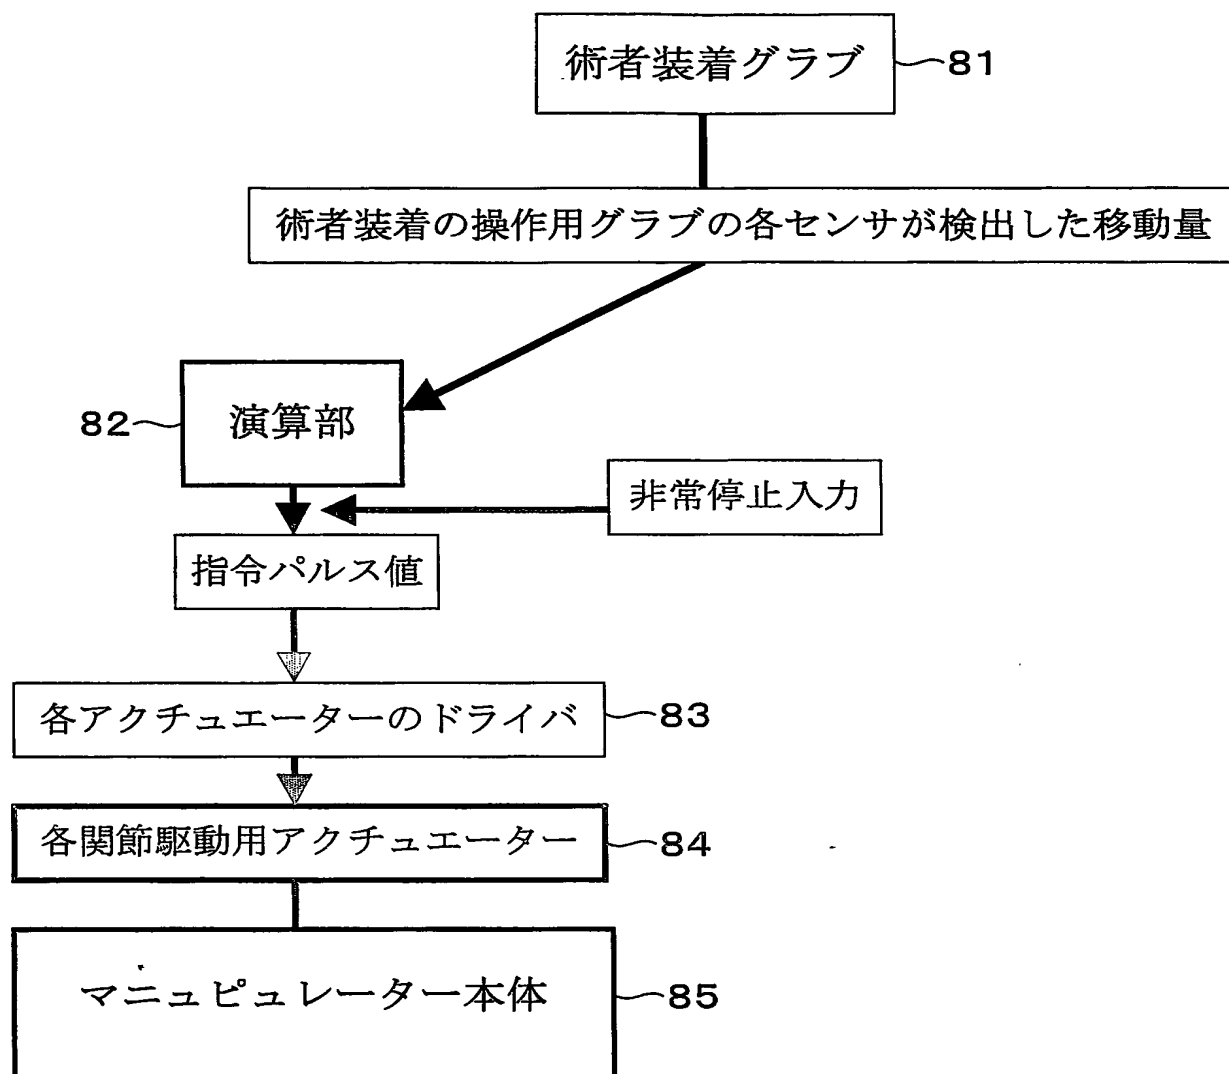 術者装着グラブ 81
術者装着の操作用グラブの各センサが検出した移動量
82 演算部
非常停止入力
指令パルス値
各アクチュエーターのドライバ 83
各関節駆動用アクチュエーター 84
マニュピュレーター本体 85